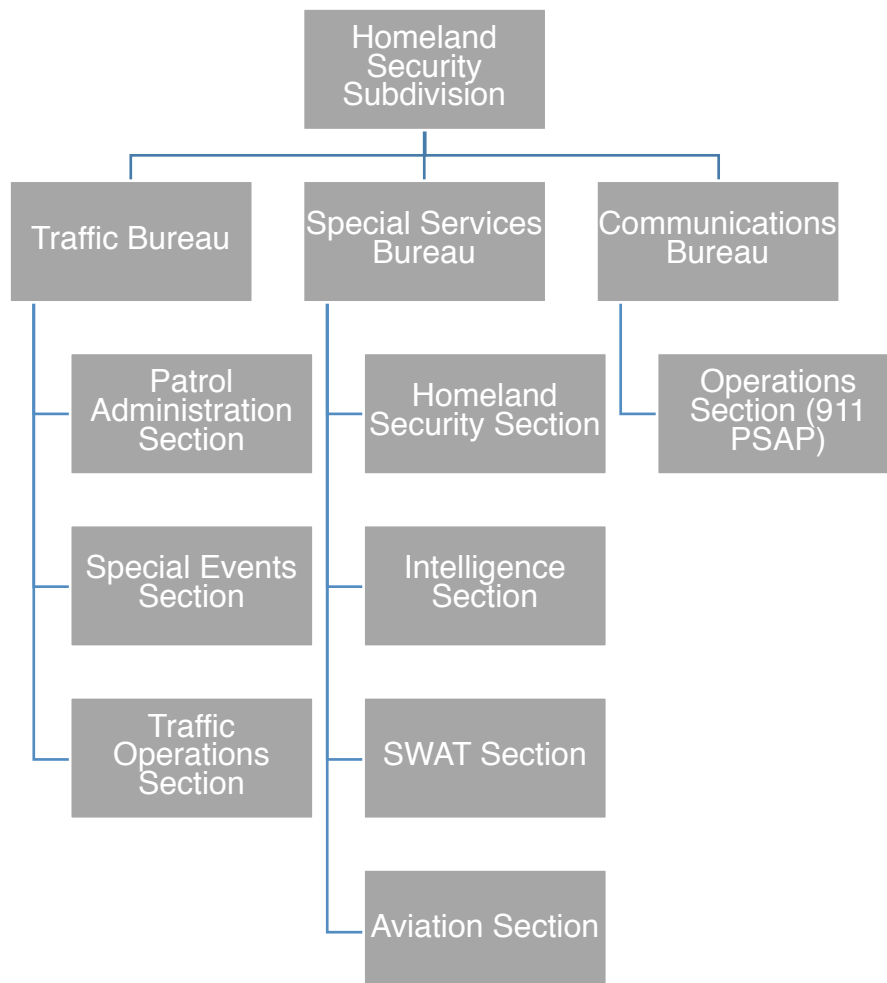 Homeland
Security
Subdivision
Traffic Bureau
Special Services
Bureau
Communications
Bureau
Patrol
Administration
Section
Special Events
Section
Traffic
Operations
Section
Homeland
Security Section
Intelligence
Section
SWAT Section
Aviation Section
Operations
Section (911
PSAP)